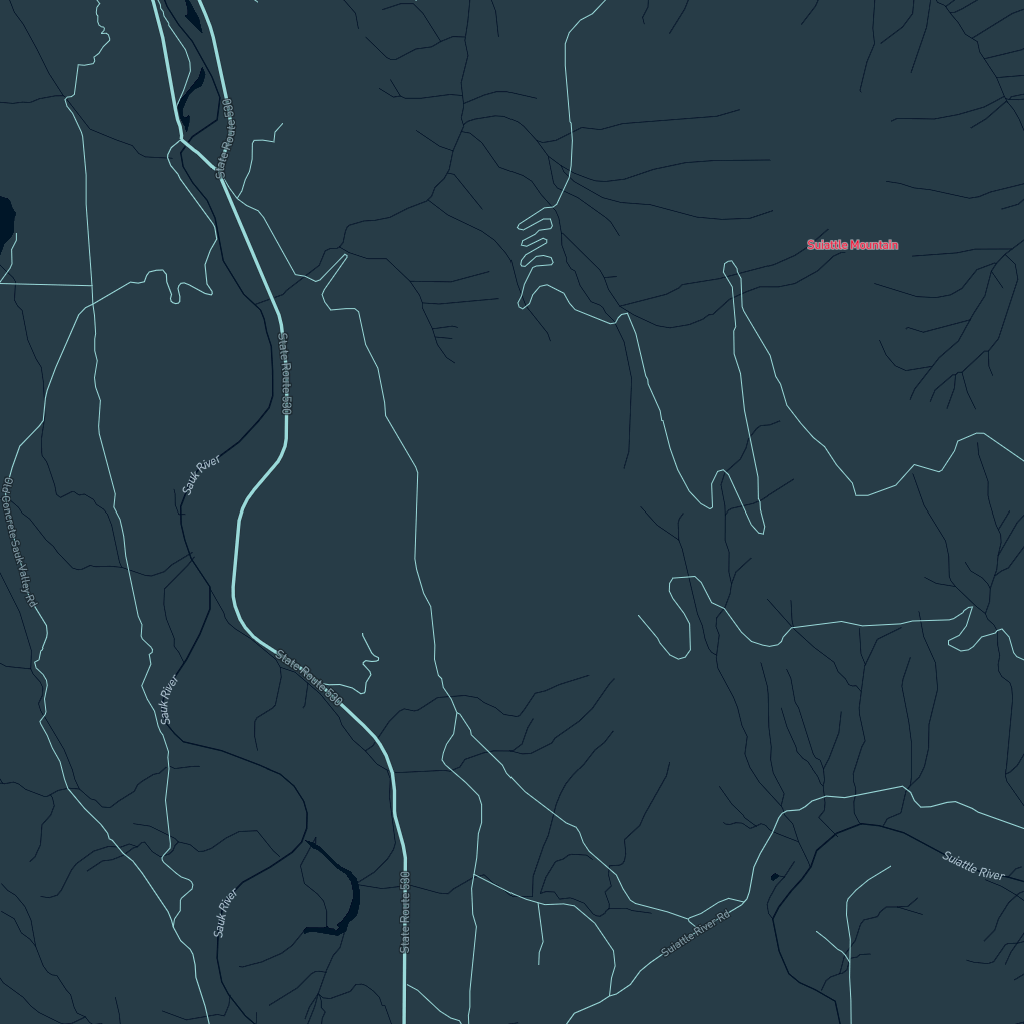 State Route 530
Suiattle Mountain
State Route 530
Sauk River
Old Concrete-Sauk Valley Rd
State Route 530
Sauk River
Suiattle River
State Route 530
Sauk River
Suiattle River Rd